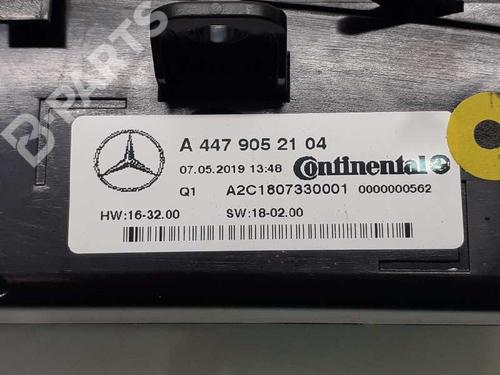 B-PARTS
A 447 905 21 04
07.05.2019 13:48 Continental
Q1 A2C1807330001 0000000562
HW:16-32.00 SW:18-02.00